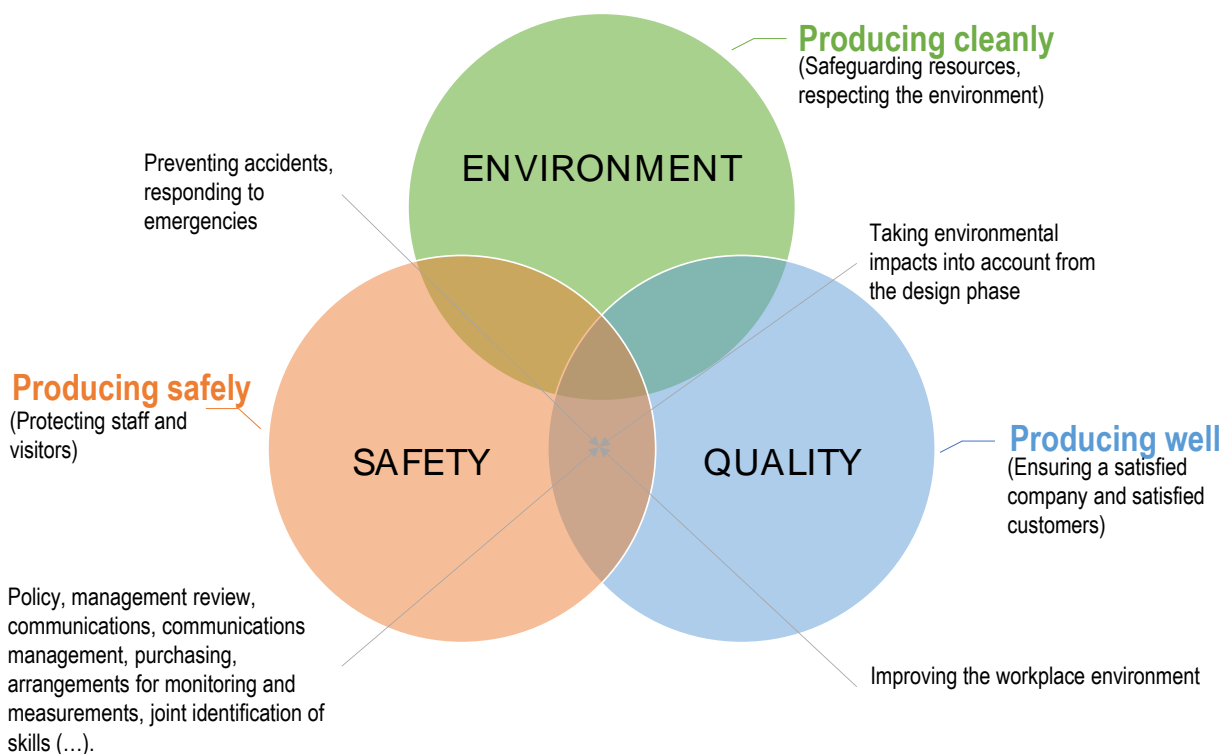 Producing cleanly
(Safeguarding resources,
respecting the environment)
ENVIRONMENT
Preventing accidents,
responding to
emergencies
Taking environmental
impacts into account from
the design phase
Producing safely
(Protecting staff and
visitors)
SAFETY
QUALITY
Producing well
(Ensuring a satisfied
company and satisfied
customers)
Policy, management review,
communications, communications
management, purchasing,
arrangements for monitoring and
measurements, joint identification of
skills (…).
Improving the workplace environment